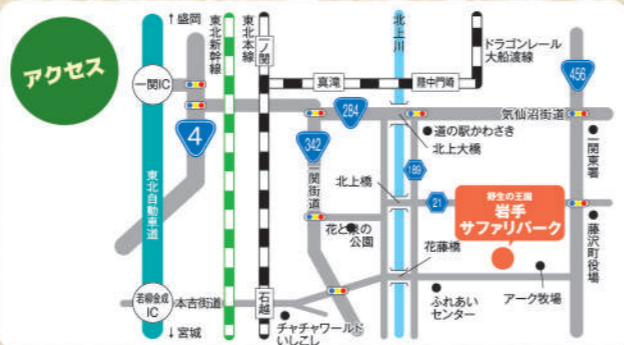 アクセス
↑盛岡
東北新幹線
東北本線
一ノ関
北上川
ドラゴンレール
大船渡線
一関IC
真滝
陸中門崎
456
4
284
気仙沼街道
342
道の駅かわさき
北上大橋
一関東署
189
一関街道
東北自動車道
北上橋
21
野生の王国
岩手
サファリパーク
花と泉の
公園
花藤橋
藤沢町役場
若柳金成
IC
本吉街道
石越
ふれあい
センター
アーク牧場
↓宮城
チャチャワールド
いしこし